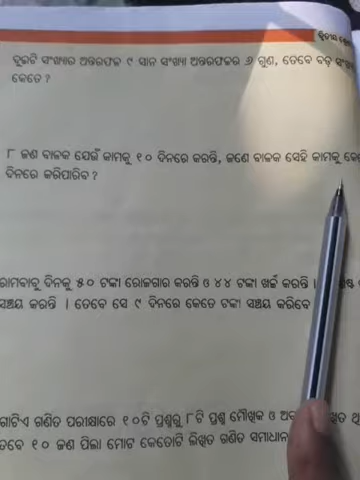 ଦ୍ୱିତୀୟ
ଦୁଇଟି ସଂଖ୍ୟାର ଅନ୍ତରଫଳ ୯ ସାନ ସଂଖ୍ୟା ଅନ୍ତରଫଳର ୬ ଗୁଣ, ତେବେ ବଡ଼
କେତେ ?
୮ ଜଣ ବାଳକ ଯେଉଁ କାମକୁ ୧୦ ଦିନରେ କରନ୍ତି, ଜଣେ ବାଳକ ସେହି କାମକୁ
ଦିନରେ କରିପାରିବ ?
ରାମବାବୁ ଦିନକୁ ୫୦ ଟଙ୍କା ରୋଜଗାର କରନ୍ତି ଓ ୪୪ ଟଙ୍କା ଖର୍ଚ୍ଚ କରନ୍ତି ।
ସଞ୍ଚୟ କରନ୍ତି । ତେବେ ସେ ୯ ଦିନରେ କେତେ ଟଙ୍କା ସଞ୍ଚୟ କରିବେ
ଗୋଟିଏ ଗଣିତ ପରୀକ୍ଷାରେ ୧୦ଟି ପ୍ରଶ୍ନରୁ ୮ଟି ପ୍ରଶ୍ନ ମୌଖିକ ଓ
ତେବେ ୧୦ ଜଣ ପିଲା ମୋଟ କେତୋଟି ଲିଖିତ ଗଣିତ ସମାଧାନ